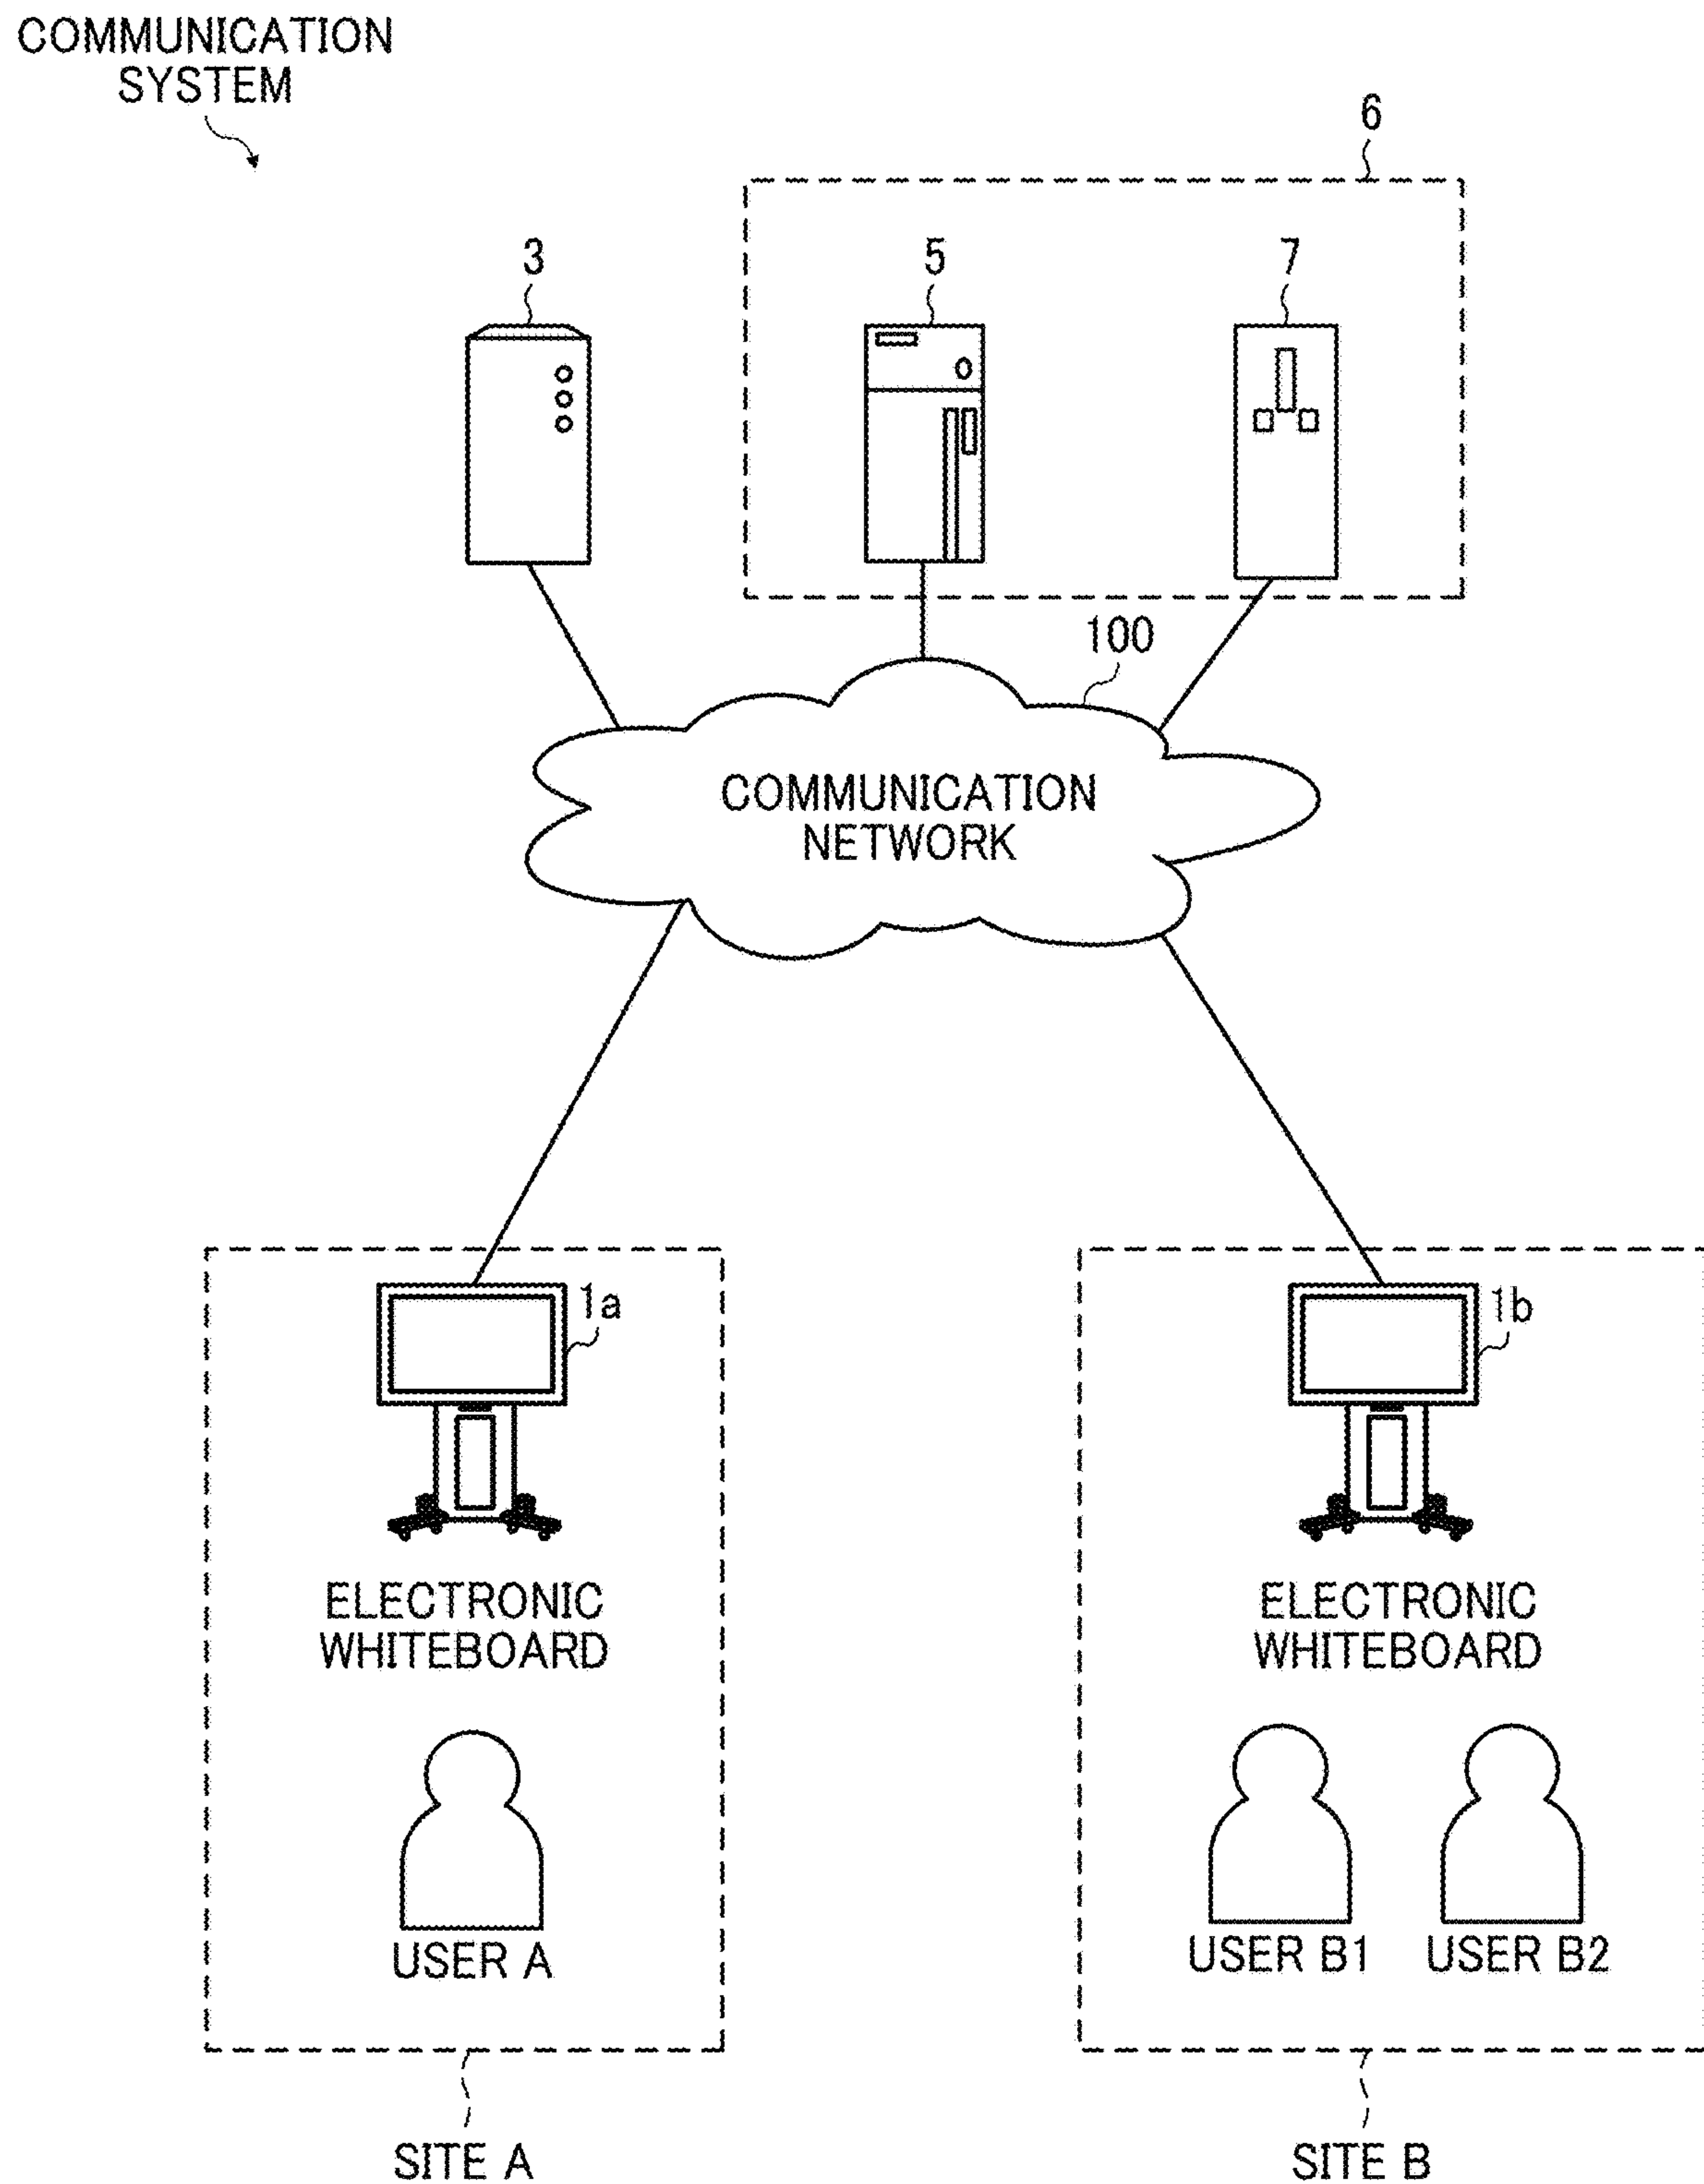 COMMUNICATION
SYSTEM
6
3
5
7
100
COMMUNICATION
NETWORK
1a
1b
ELECTRONIC
WHITEBOARD
ELECTRONIC
WHITEBOARD
USER A
USER B1
USER B2
SITE A
SITE B